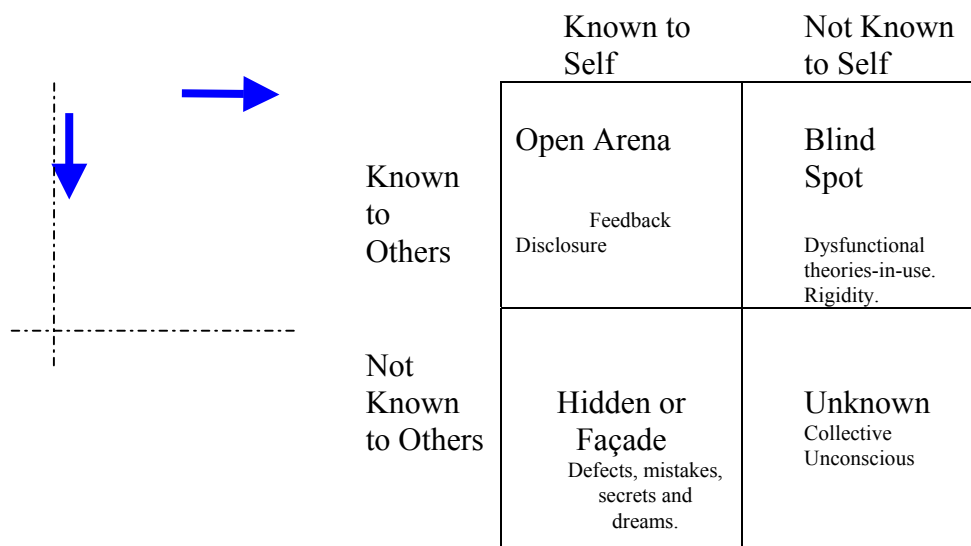 Known to
Self
Not Known
to Self
Known
to
Others
Open Arena
Feedback
Disclosure
Blind
Spot
Dysfunctional
theories-in-use.
Rigidity.
Not
Known
to Others
Hidden or
Façade
Defects, mistakes,
secrets and
dreams.
Unknown
Collective
Unconscious